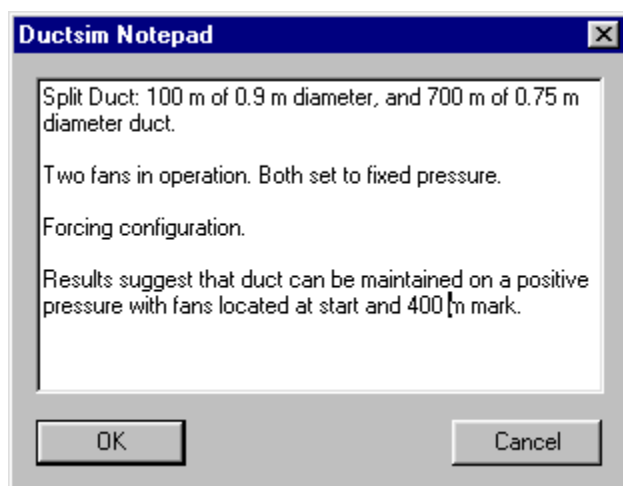 Ductsim Notepad
Split Duct: 100 m of 0.9 m diameter, and 700 m of 0.75 m
diameter duct.
Two fans in operation. Both set to fixed pressure.
Forcing configuration.
Results suggest that duct can be maintained on a positive
pressure with fans located at start and 400 m mark.
OK
Cancel